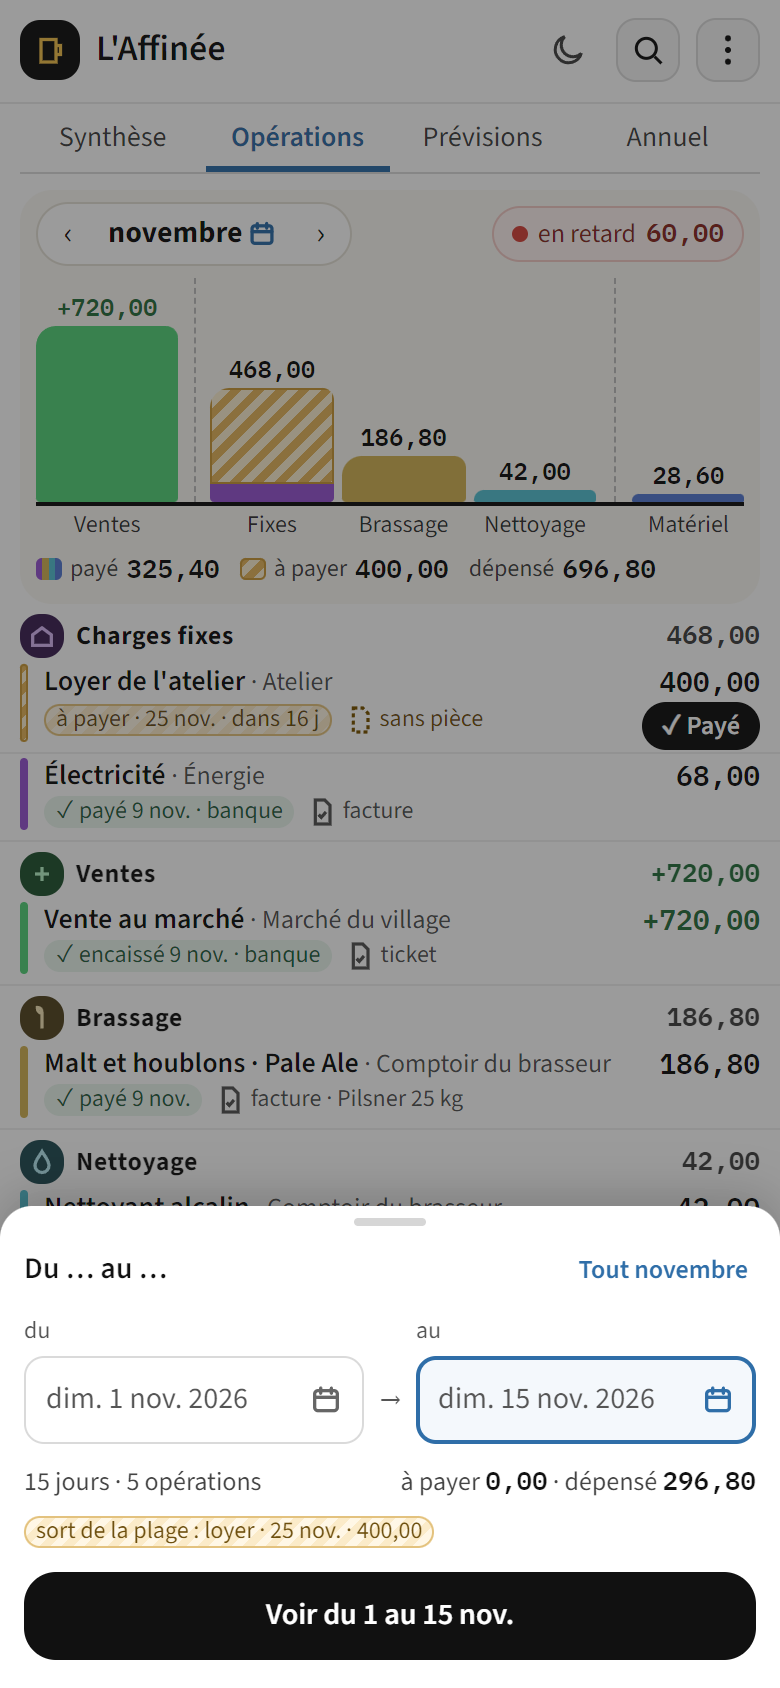 L'Affinée
Synthèse Opérations Prévisions Annuel
‹ novembre › en retard 60,00
+720,00
468,00
186,80
42,00
28,60
Ventes Fixes Brassage Nettoyage Matériel
payé 325,40 à payer 400,00 dépensé 696,80
Charges fixes 468,00
Loyer de l'atelier · Atelier 400,00
à payer · 25 nov. · dans 16 j sans pièce ✓ Payé
Électricité · Énergie 68,00
✓ payé 9 nov. · banque facture
Ventes +720,00
Vente au marché · Marché du village +720,00
✓ encaissé 9 nov. · banque ticket
Brassage 186,80
Malt et houblons · Pale Ale · Comptoir du brasseur 186,80
✓ payé 9 nov. facture · Pilsner 25 kg
Nettoyage 42,00
Nettoyant alcalin · Comptoir du brasseur 42,00
Du … au … Tout novembre
du au
dim. 1 nov. 2026 → dim. 15 nov. 2026
15 jours · 5 opérations à payer 0,00 · dépensé 296,80
sort de la plage : loyer · 25 nov. · 400,00
Voir du 1 au 15 nov.